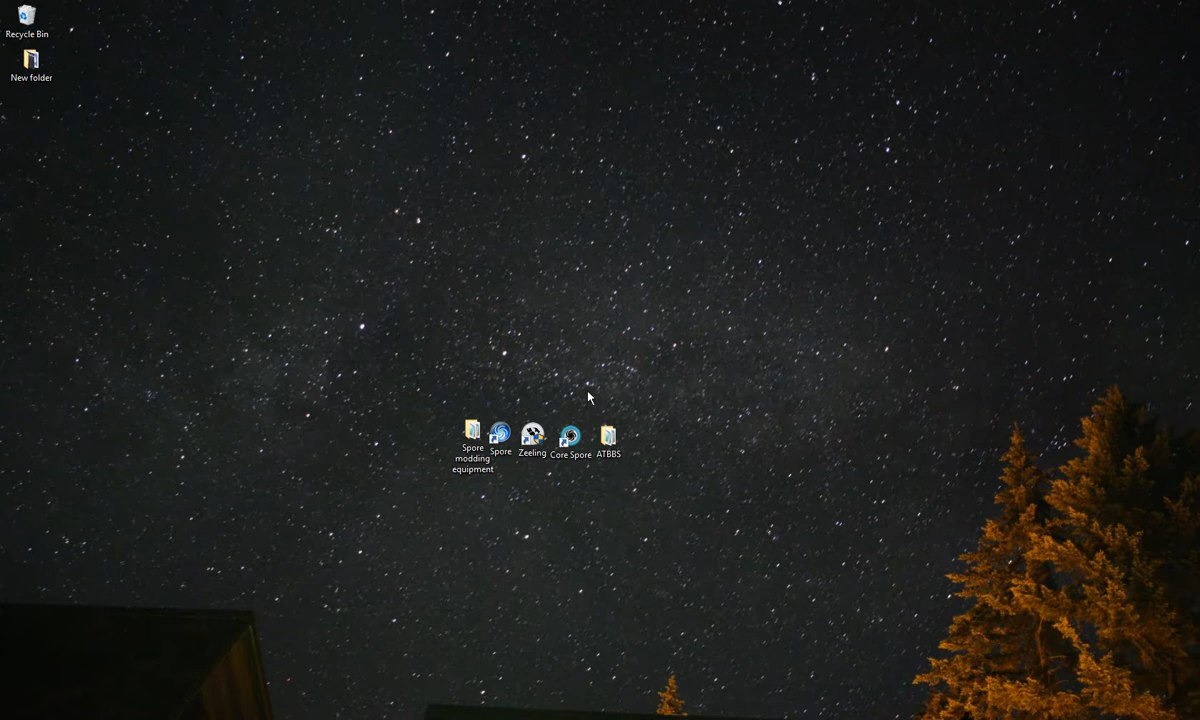 Recycle Bin
New folder
Spore
modding
equipment
Spore
Zeeling
Core Spore
ATBBS